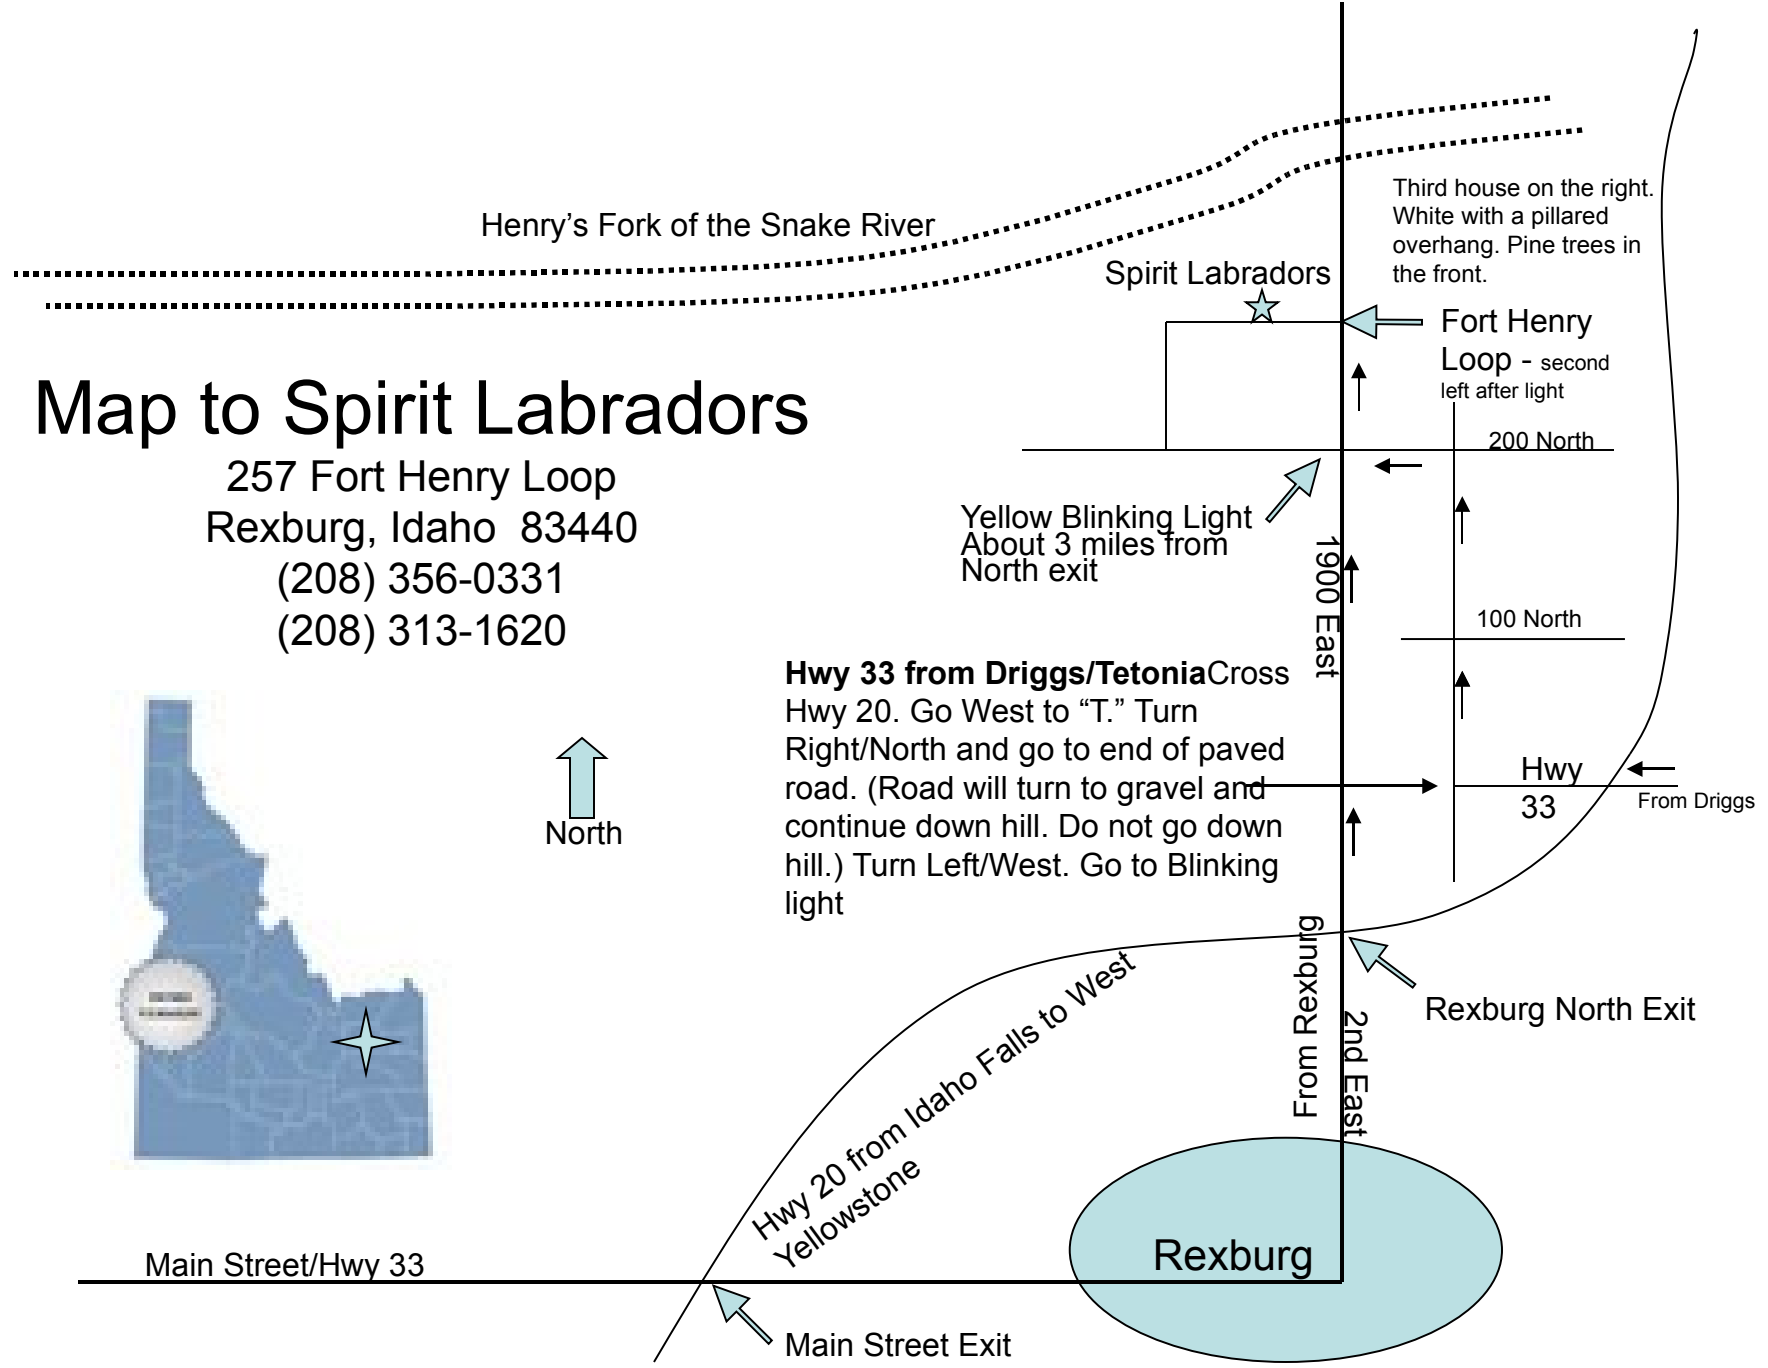 Henry’s Fork of the Snake River
Third house on the right.
White with a pillared
overhang. Pine trees in
the front.
Spirit Labradors
Fort Henry
Loop - second
left after light
Map to Spirit Labradors
257 Fort Henry Loop
Rexburg, Idaho  83440
(208) 356-0331
(208) 313-1620
200 North
Yellow Blinking Light
About 3 miles from
North exit
1900 East
100 North
Hwy 33 from Driggs/TetoniaCross
Hwy 20. Go West to “T.” Turn
Right/North and go to end of paved
road. (Road will turn to gravel and
continue down hill. Do not go down
hill.) Turn Left/West. Go to Blinking
light
Hwy
33
From Driggs
North
From Rexburg
2nd East
Rexburg North Exit
Hwy 20 from Idaho Falls to West
Yellowstone
Rexburg
Main Street/Hwy 33
Main Street Exit